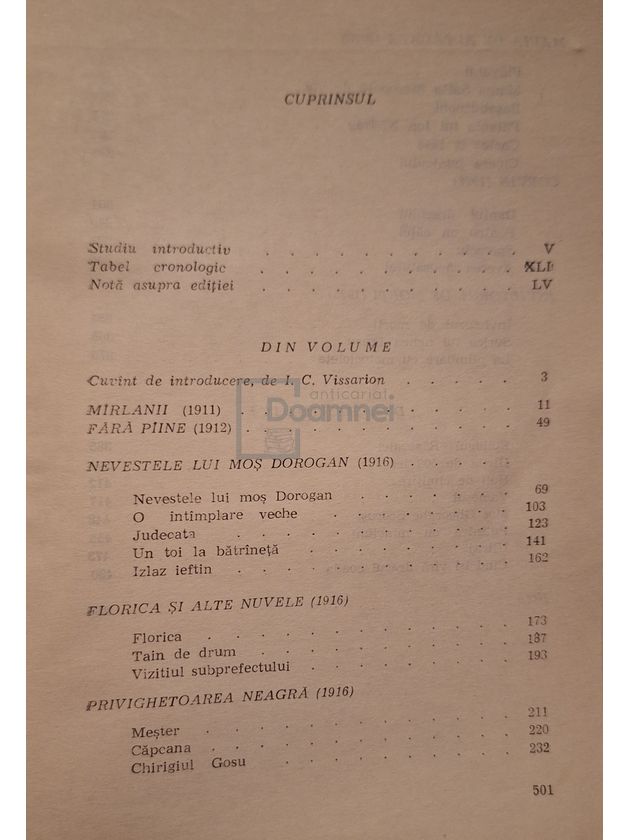 CUPRINSUL
Studiu introductiv . . . . . . . . . . V
Tabel cronologic . . . . . . . . . . XLI
Notă asupra ediției . . . . . . . . . . LV
DIN VOLUME
Cuvînt de introducere, de I. C. Vissarion . . . . . 3
anticariat
Doamnei
MÎRLANII (1911) . . . . . . . . . . 11
FĂRĂ PÎINE (1912) . . . . . . . . . . 49
NEVESTELE LUI MOȘ DOROGAN (1916) . . . . .
Nevestele lui moș Dorogan . . . . . 69
O întîmplare veche . . . . . . . 103
Judecata . . . . . . . . . 123
Un toi la bătrînețã . . . . . . . 141
Izlaz ieftin . . . . . . . . 162
FLORICA ȘI ALTE NUVELE (1916)
Florica . . . . . . . . . 173
Tain de drum . . . . . . . . 187
Vizitiul subprefectului . . . . . . 193
PRIVIGHETOAREA NEAGRĂ (1916)
Meșter . . . . . . . . . 211
Căpcana . . . . . . . . . 220
Chirigiul Gosu . . . . . . . 232
501